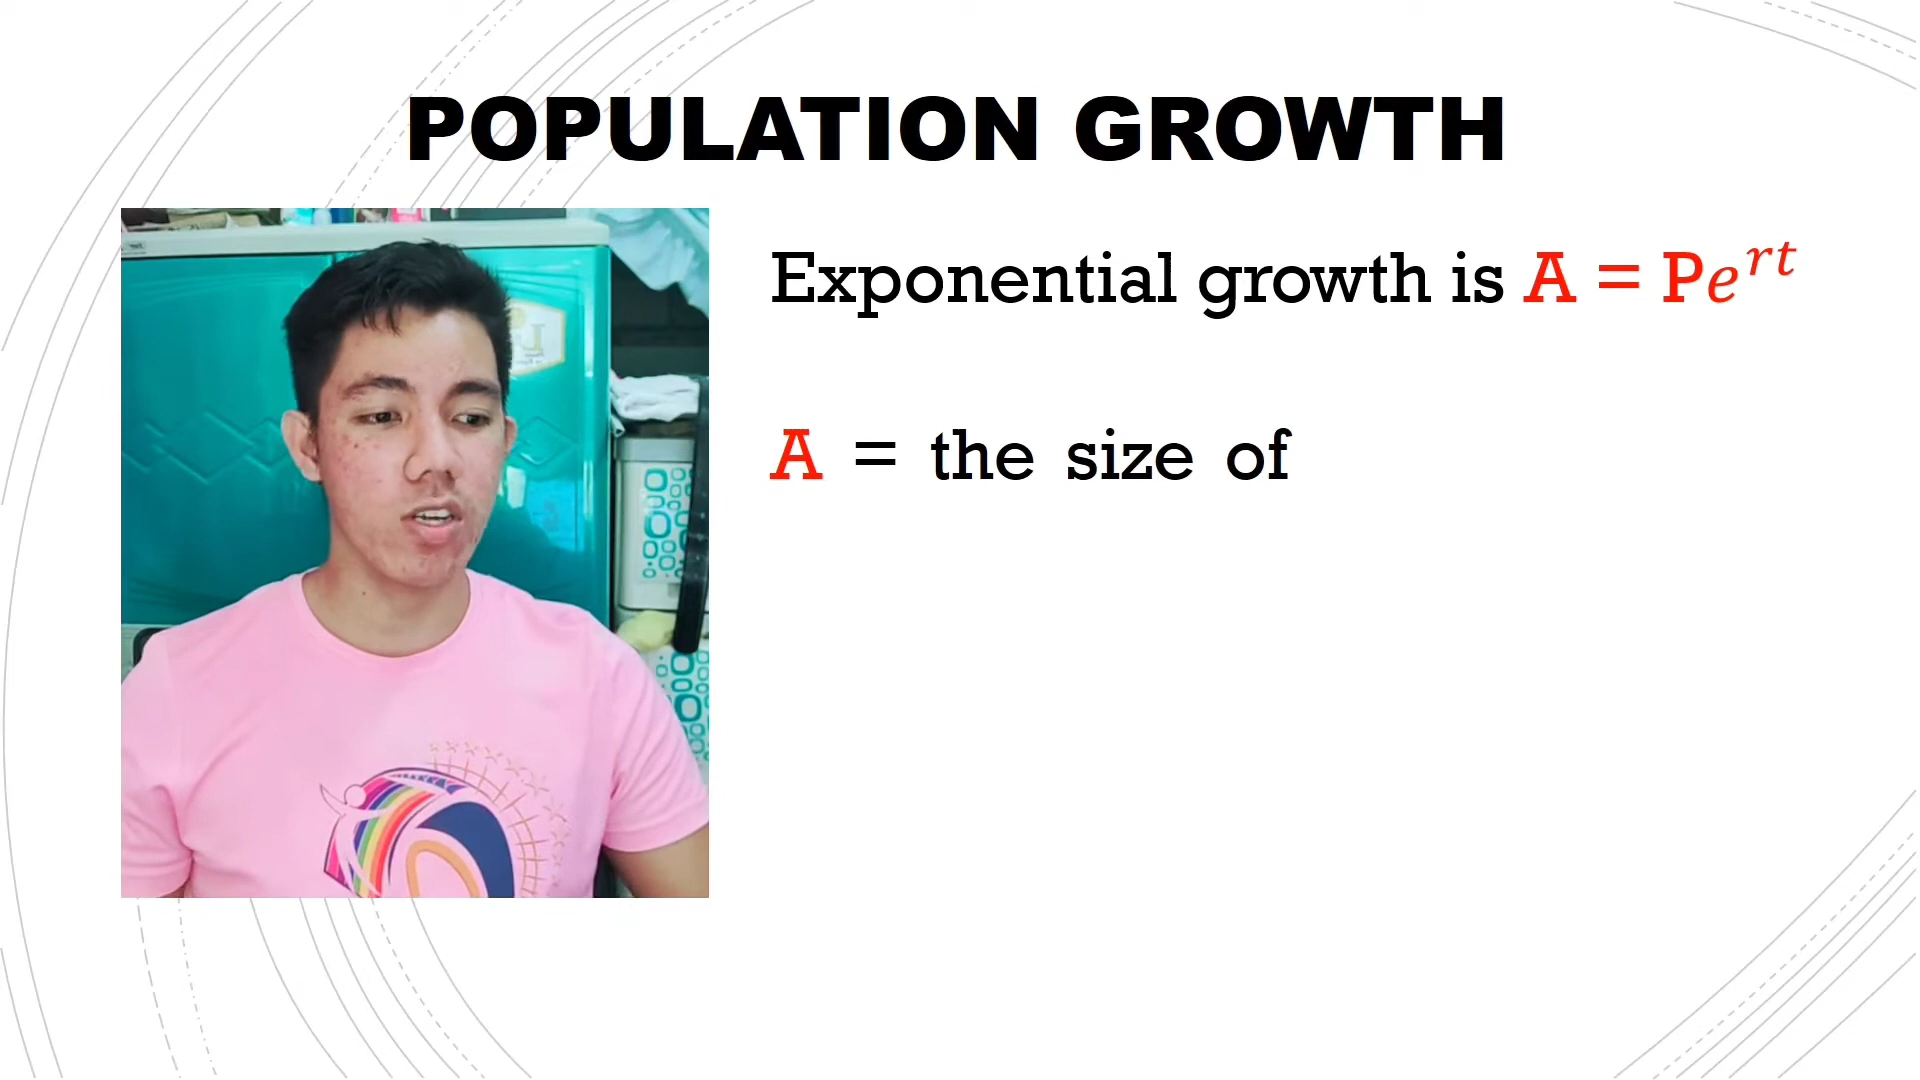 POPULATION GROWTH
Exponential growth is A = Pe^{rt}
A = the size of